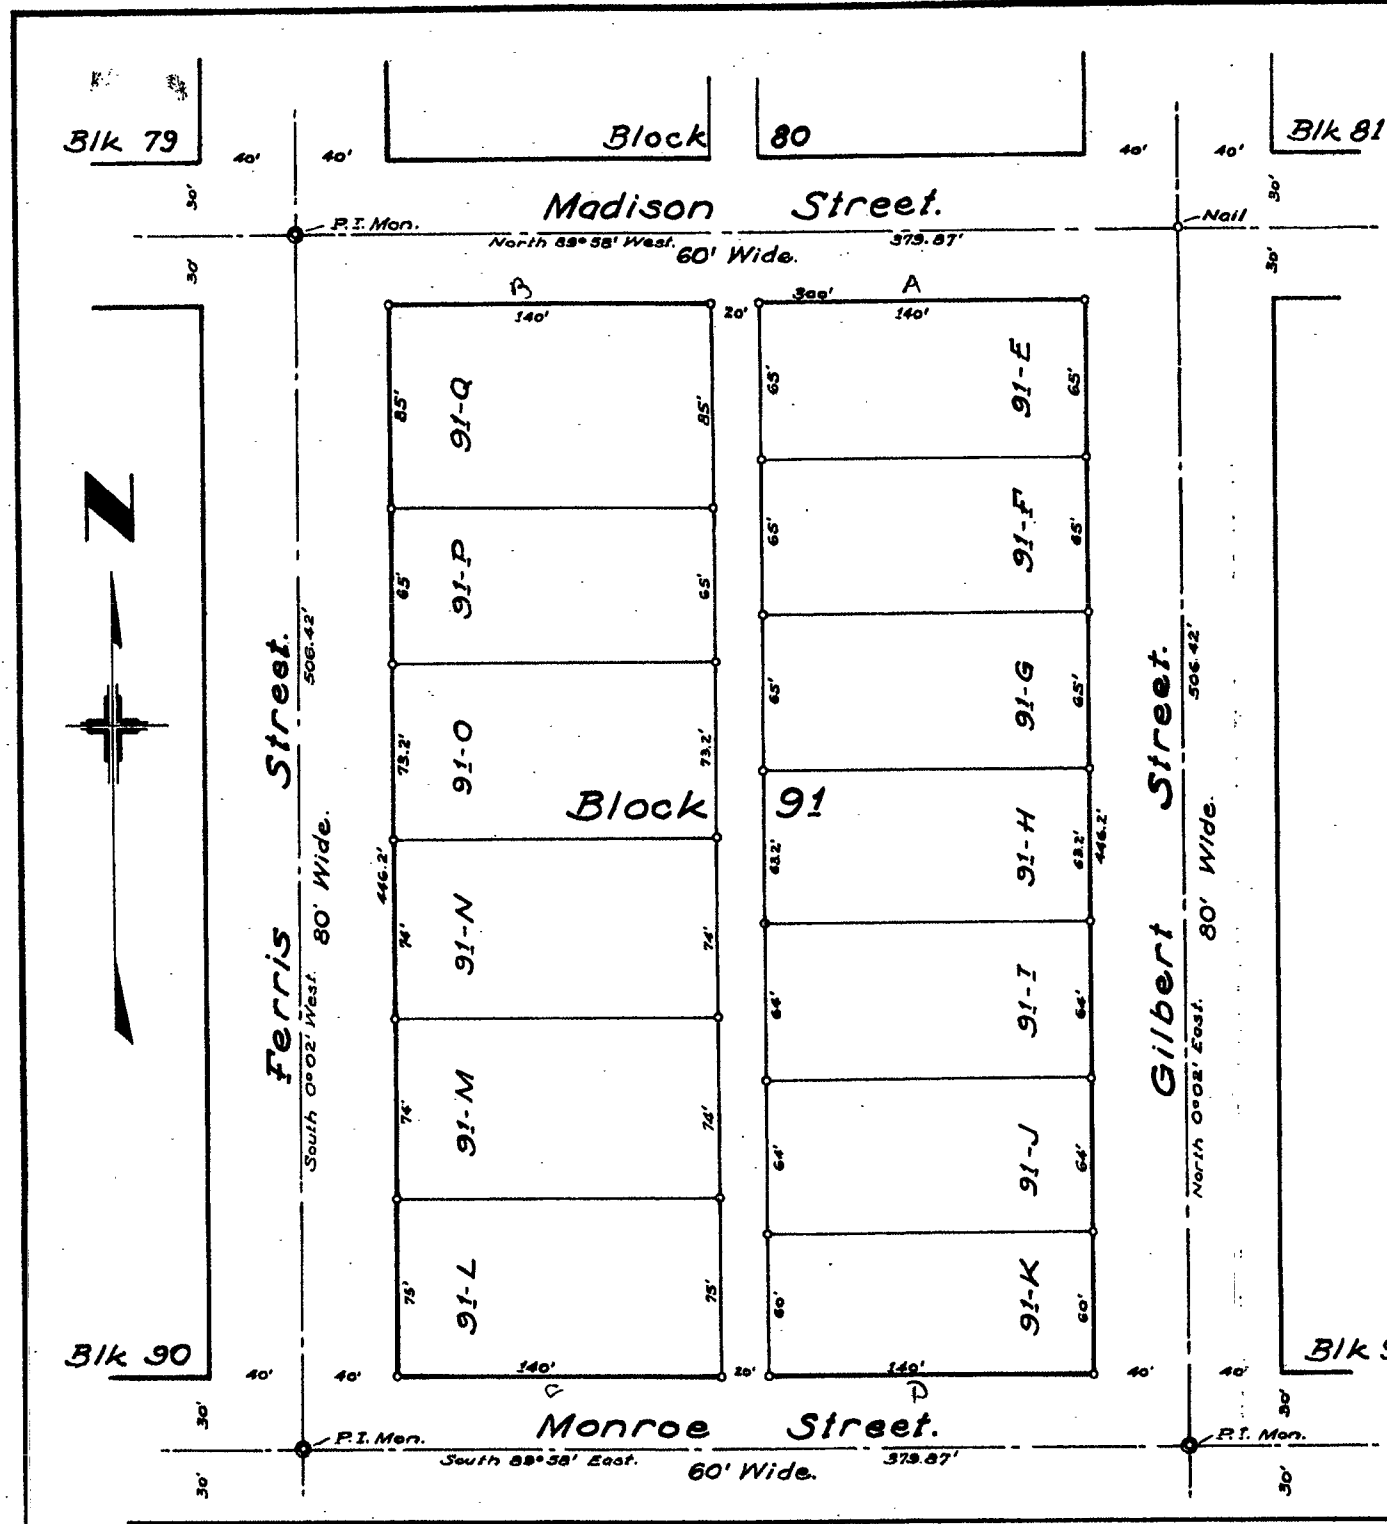 Blk 79
Block 80
Blk 81
40' 40' 40' 40'
30' 30'
Madison Street.
P.I. Mon.
Nail
North 89°58' West. 379.87'
60' Wide.
30' 30'
B A
300'
140' 20' 140'
91-Q
85' 85'
91-E
65' 65'
91-P
65' 65'
91-F
65' 65'
91-O
73.2' 73.2'
91-G
65' 65'
N
Block 91
91-H
63.2' 63.2'
91-N
74' 74'
91-I
64' 64'
91-M
74' 74'
91-J
64' 64'
91-L
75' 75'
91-K
60' 60'
446.2' 446.2'
Ferris Street.
South 0°02' West. 506.42'
80' Wide.
Gilbert Street.
North 0°02' East. 506.42'
80' Wide.
Blk 90
Blk
40' 40' 140' 20' 140' 40' 40'
C D
30' 30'
Monroe Street.
P.I. Mon.
P.I. Mon.
South 89°58' East. 379.87'
60' Wide.
30' 30'